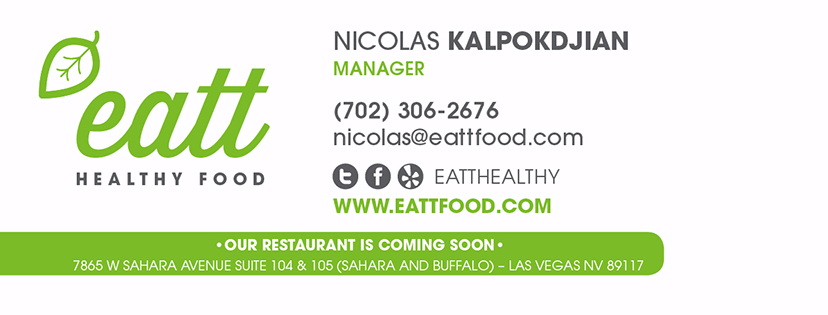 eatt
HEALTHY FOOD
NICOLAS KALPOKDJIAN
MANAGER
(702) 306-2676
nicolas@eattfood.com
EATTHEALTHY
WWW.EATTFOOD.COM
•OUR RESTAURANT IS COMING SOON•
7865 W SAHARA AVENUE SUITE 104 & 105 (SAHARA AND BUFFALO) – LAS VEGAS NV 89117